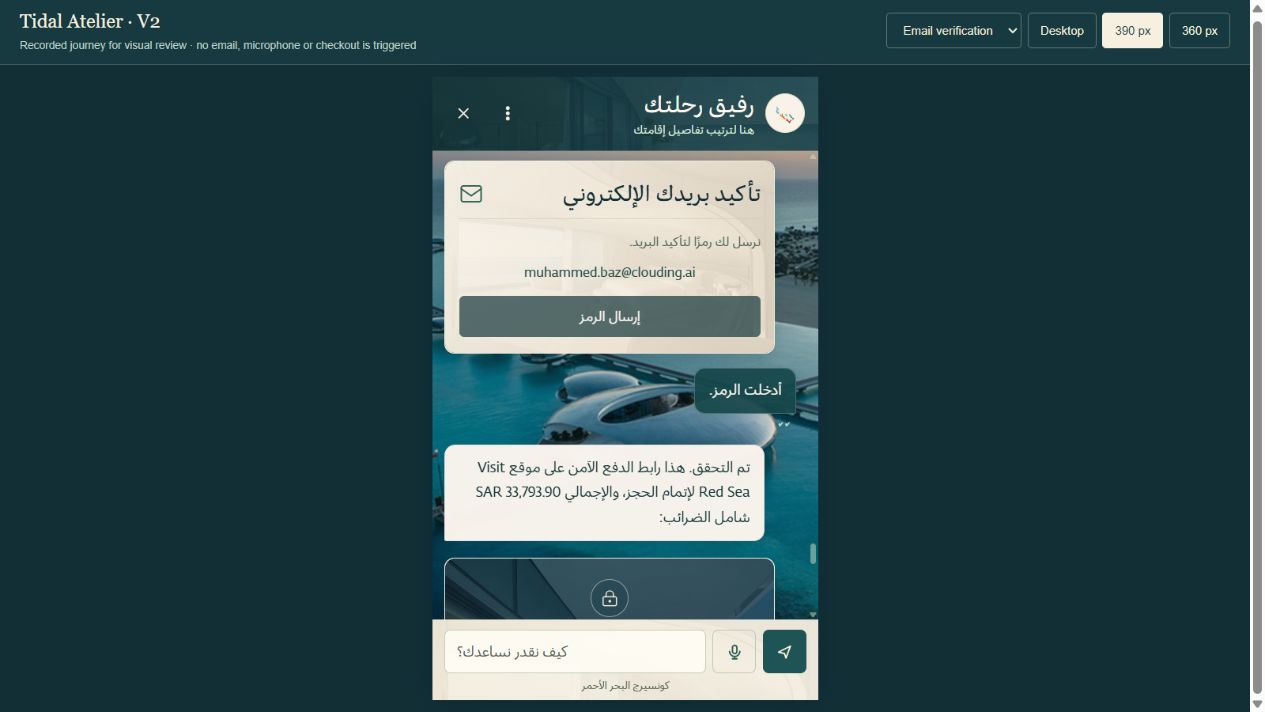 Tidal Atelier · V2
Recorded journey for visual review · no email, microphone or checkout is triggered
Email verification
Desktop
390 px
360 px
رفيق رحلتك
هنا لترتيب تفاصيل إقامتك
تأكيد بريدك الإلكتروني
نرسل لك رمزًا لتأكيد البريد.
muhammed.baz@clouding.ai
إرسال الرمز
أدخلت الرمز.
تم التحقق. هذا رابط الدفع الآمن على موقع Visit
Red Sea لإتمام الحجز، والإجمالي SAR 33,793.90
شامل الضرائب:
كيف نقدر نساعدك؟
كونسيرج البحر الأحمر